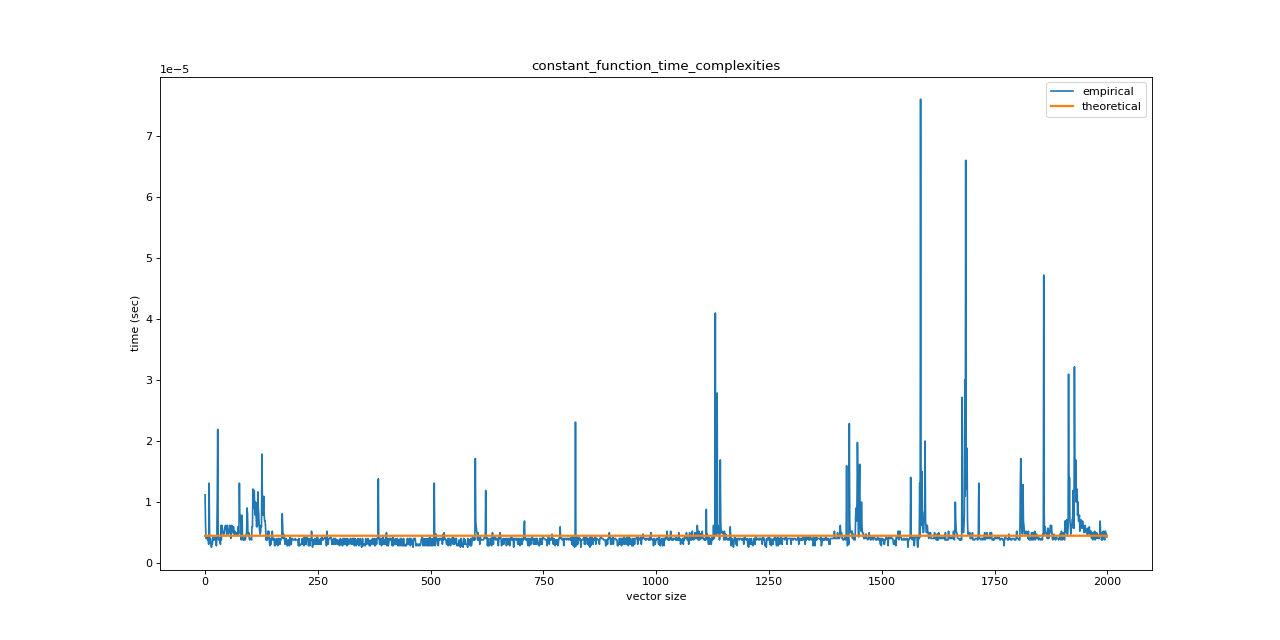 constant_function_time_complexities
1e−5
empirical
theoretical
7
6
5
4
3
2
1
0
time (sec)
0 250 500 750 1000 1250 1500 1750 2000
vector size